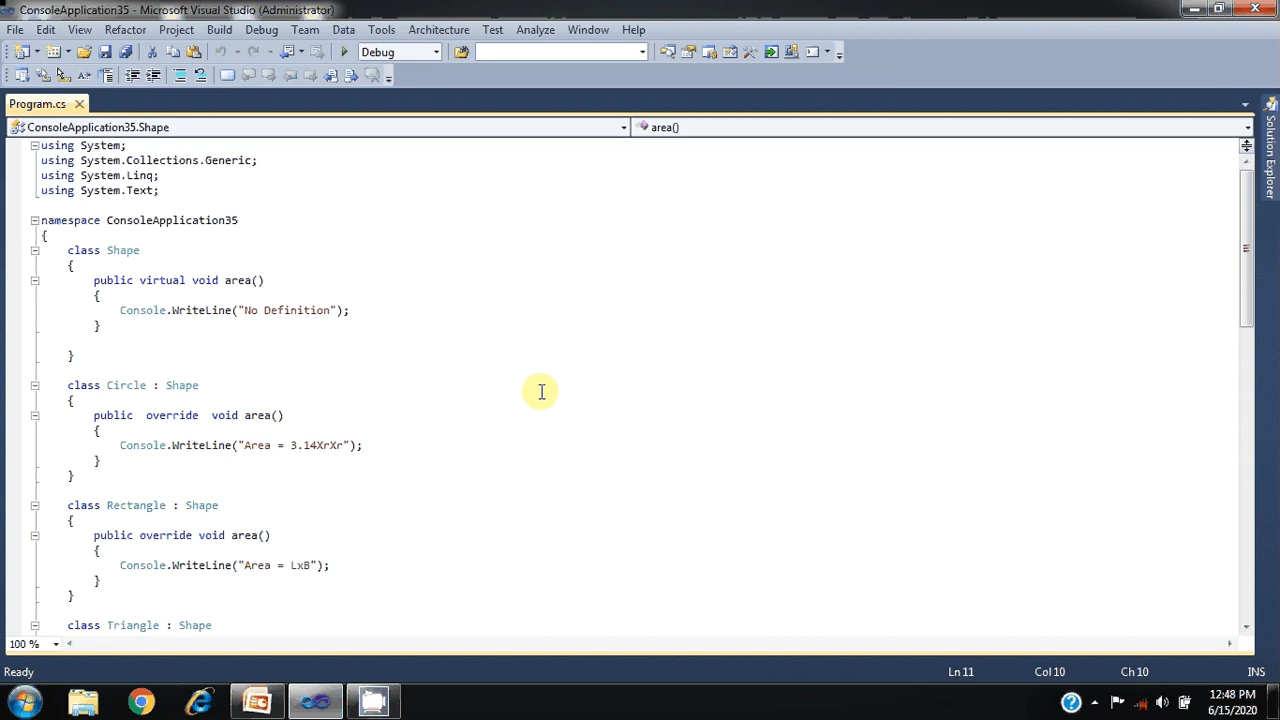 ConsoleApplication35 - Microsoft Visual Studio (Administrator)
File Edit View Refactor Project Build Debug Team Data Tools Architecture Test Analyze Window Help
Debug
Program.cs
ConsoleApplication35.Shape area()
using System;
using System.Collections.Generic;
using System.Linq;
using System.Text;
namespace ConsoleApplication35
{
class Shape
{
public virtual void area()
{
Console.WriteLine("No Definition");
}
}
class Circle : Shape
{
public  override  void area()
{
Console.WriteLine("Area = 3.14XrXr");
}
}
class Rectangle : Shape
{
public override void area()
{
Console.WriteLine("Area = LxB");
}
}
class Triangle : Shape
100 %
Solution Explorer
Ready Ln 11 Col 10 Ch 10 INS
12:48 PM
6/15/2020